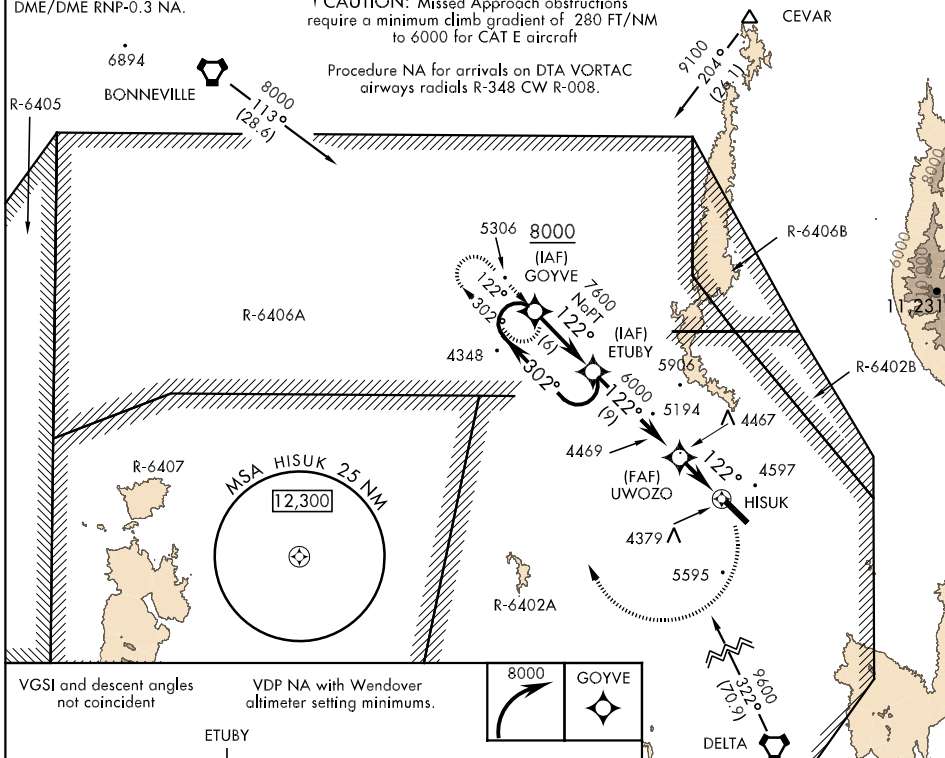 DME/DME RNP-0.3 NA.
CAUTION: Missed Approach obstructions
require a minimum climb gradient of 280 FT/NM
to 6000 for CAT E aircraft
Procedure NA for arrivals on DTA VORTAC
airways radials R-348 CW R-008.
CEVAR
9100
204°
(26.1)
6894
BONNEVILLE
8000
113°
(28.6)
R-6405
8000
6000
11,231
R-6406B
5306
8000
(IAF)
GOYVE
122°
302°
7600
NoPT
122°
(6)
R-6406A
4348
302°
(IAF)
ETUBY
5906
R-6402B
6000
122°
(9)
5194
4467
4469
122°
4597
(FAF)
UWOZO
HISUK
4379
R-6407
MSA HISUK 25 NM
12,300
5595
R-6402A
9600
322°
(70.9)
DELTA
VGSI and descent angles
not coincident
VDP NA with Wendover
altimeter setting minimums.
8000
GOYVE
ETUBY